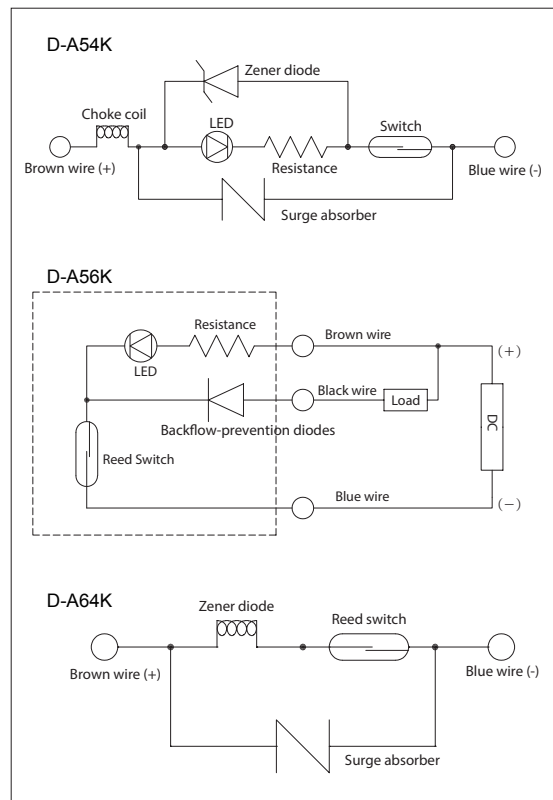 D-A54K
Zener diode
Choke coil
LED
Switch
Brown wire (+)
Resistance
Blue wire (-)
Surge absorber
D-A56K
Resistance
Brown wire
(+)
LED
Black wire
Load
DC
Backflow-prevention diodes
Reed Switch
Blue wire
(−)
D-A64K
Zener diode
Reed switch
Brown wire (+)
Blue wire (-)
Surge absorber